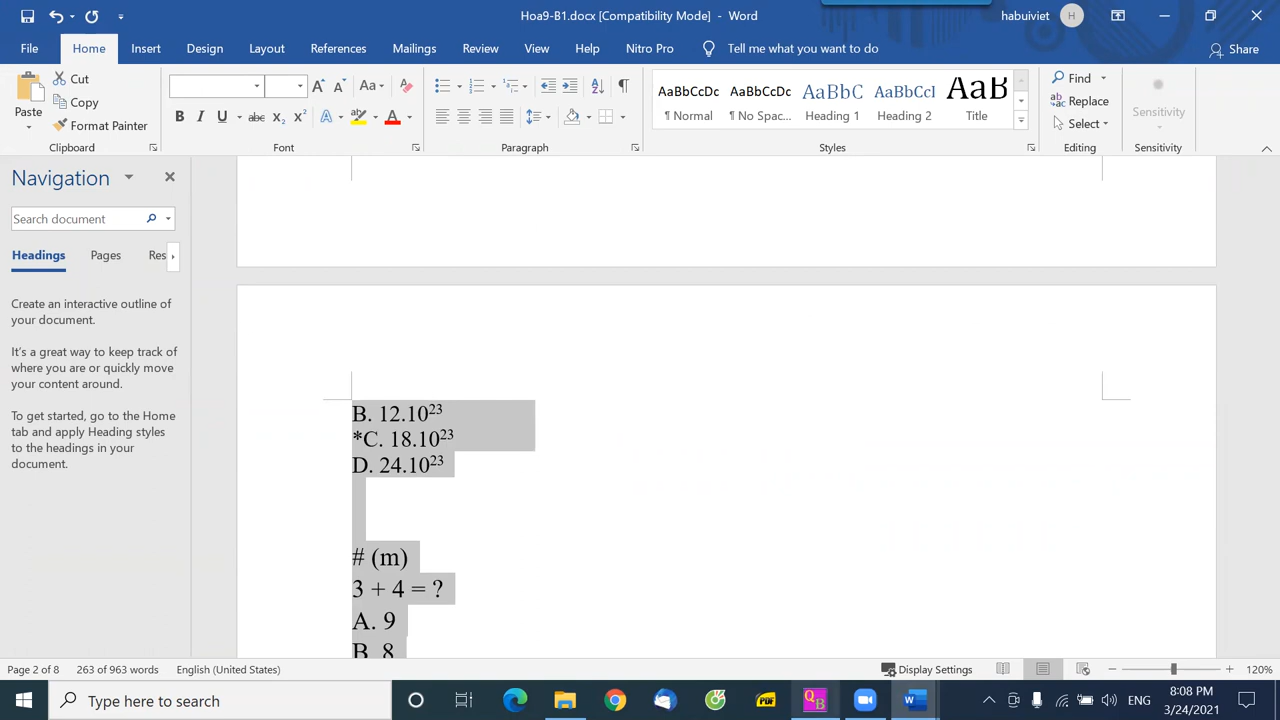 Hoa9-B1.docx [Compatibility Mode] - Word
habuiviet
H
File Home Insert Design Layout References Mailings Review View Help Nitro Pro Tell me what you want to do Share
Paste
Cut
Copy
Format Painter
Clipboard
B I U abc X2 X2 A A
Aa
Font
Paragraph
AaBbCcDc AaBbCcDc AaBbC AaBbCcI AaB
¶ Normal ¶ No Spac... Heading 1 Heading 2 Title
Styles
Find
Replace
Select
Editing
Sensitivity
Sensitivity
Navigation
Search document
Headings Pages Res
Create an interactive outline of
your document.
It's a great way to keep track of
where you are or quickly move
your content around.
To get started, go to the Home
tab and apply Heading styles
to the headings in your
document.
B. 12.10²³
*C. 18.10²³
D. 24.10²³
# (m)
3 + 4 = ?
A. 9
B. 8
Page 2 of 8 263 of 963 words English (United States) Display Settings 120%
Type here to search
PDF
QB
ENG
8:08 PM
3/24/2021